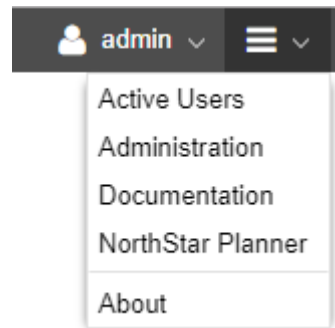 admin
Active Users
Administration
Documentation
NorthStar Planner
About